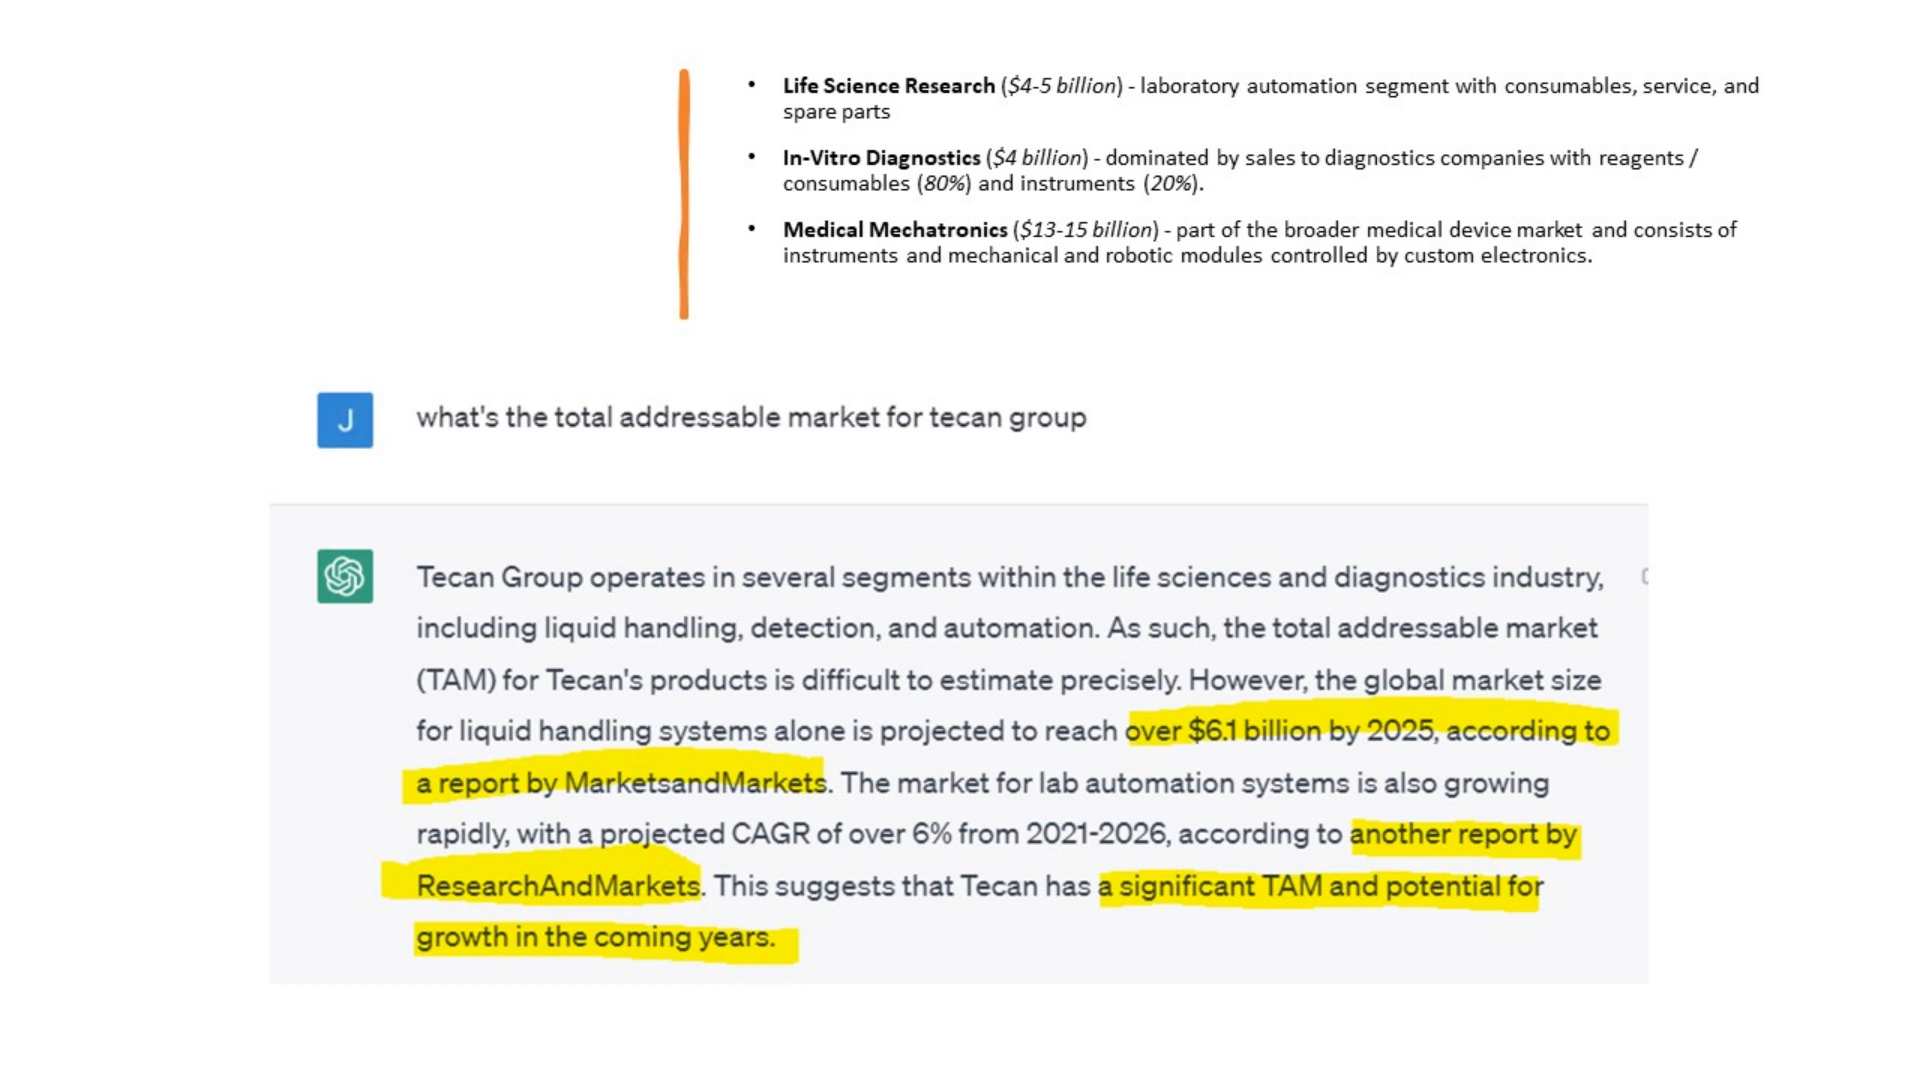 • Life Science Research ($4-5 billion) - laboratory automation segment with consumables, service, and
spare parts
• In-Vitro Diagnostics ($4 billion) - dominated by sales to diagnostics companies with reagents /
consumables (80%) and instruments (20%).
• Medical Mechatronics ($13-15 billion) - part of the broader medical device market and consists of
instruments and mechanical and robotic modules controlled by custom electronics.
J
what's the total addressable market for tecan group
Tecan Group operates in several segments within the life sciences and diagnostics industry,
including liquid handling, detection, and automation. As such, the total addressable market
(TAM) for Tecan's products is difficult to estimate precisely. However, the global market size
for liquid handling systems alone is projected to reach over $6.1 billion by 2025, according to
a report by MarketsandMarkets. The market for lab automation systems is also growing
rapidly, with a projected CAGR of over 6% from 2021-2026, according to another report by
ResearchAndMarkets. This suggests that Tecan has a significant TAM and potential for
growth in the coming years.